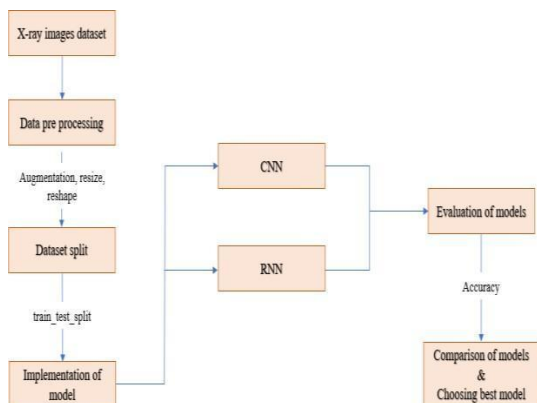 X-ray images dataset
Data pre processing
Augmentation, resize,
reshape
Dataset split
train_test_split
Implementation of
model
CNN
RNN
Evaluation of models
Accuracy
Comparison of models
&
Choosing best model